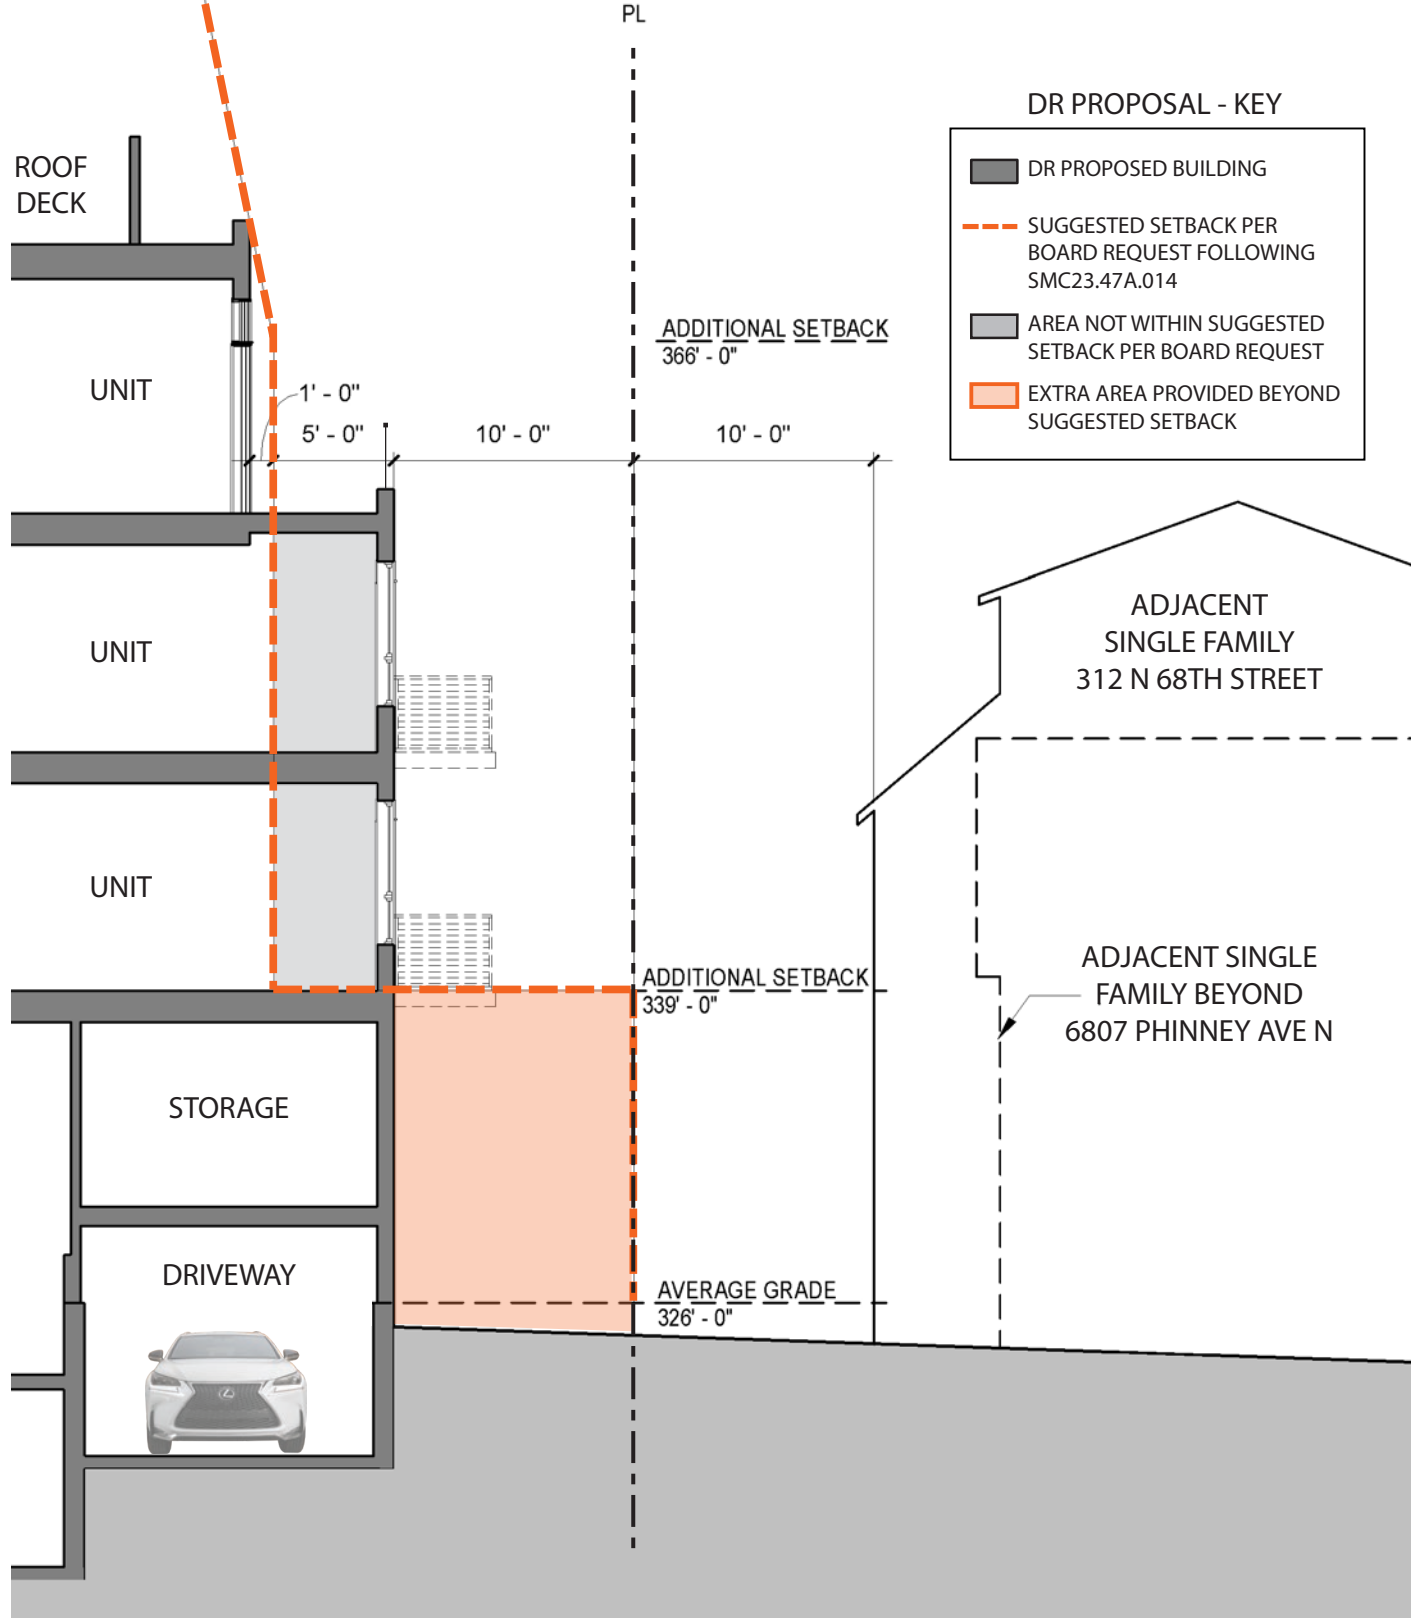 PL
DR PROPOSAL - KEY
DR PROPOSED BUILDING
SUGGESTED SETBACK PER
BOARD REQUEST FOLLOWING
SMC23.47A.014
AREA NOT WITHIN SUGGESTED
SETBACK PER BOARD REQUEST
EXTRA AREA PROVIDED BEYOND
SUGGESTED SETBACK
ROOF
DECK
ADDITIONAL SETBACK
366' - 0"
UNIT
1' - 0"
5' - 0"
10' - 0"
10' - 0"
UNIT
ADJACENT
SINGLE FAMILY
312 N 68TH STREET
UNIT
ADDITIONAL SETBACK
339' - 0"
ADJACENT SINGLE
FAMILY BEYOND
6807 PHINNEY AVE N
STORAGE
DRIVEWAY
AVERAGE GRADE
326' - 0"